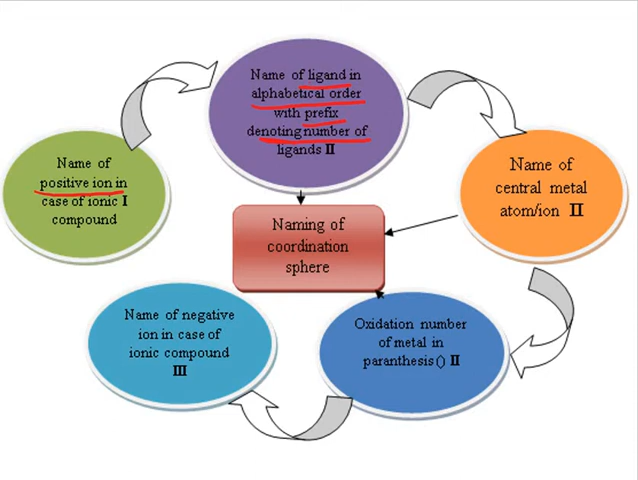 Name of
positive ion in
case of ionic I
compound
Name of ligand in
alphabetical order
with prefix
denoting number of
ligands II
Name of
central metal
atom/ion II
Naming of
coordination
sphere
Oxidation number
of metal in
paranthesis() II
Name of negative
ion in case of
ionic compound
III